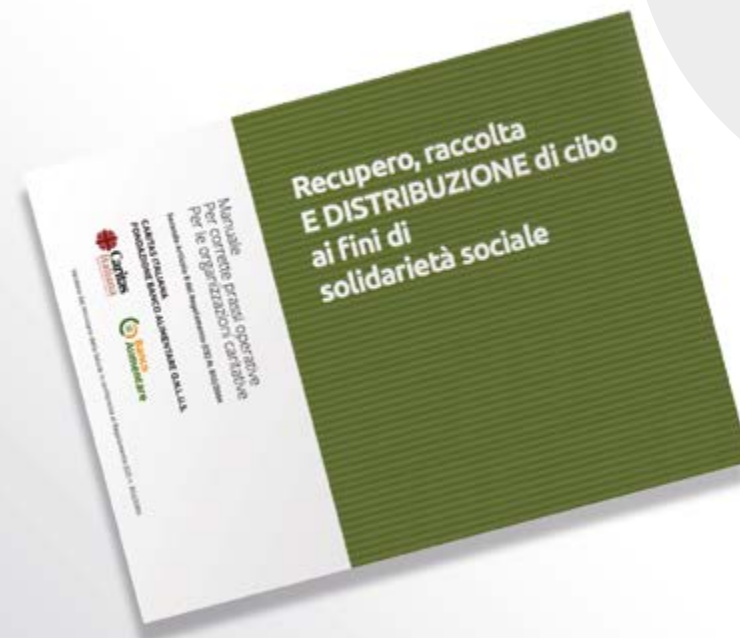 Recupero, raccolta
E DISTRIBUZIONE di cibo
ai fini di
solidarietà sociale
Manuale
Per corrette prassi operative
Per le organizzazioni caritative
CARITAS ITALIANA
FONDAZIONE BANCO ALIMENTARE O.N.L.U.S.
Caritas
Italiana
Banco
Alimentare